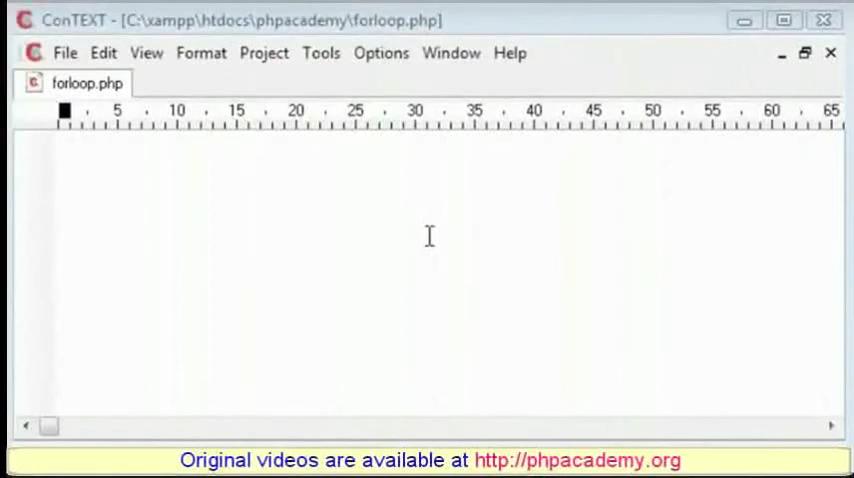 ConTEXT - [C:\xampp\htdocs\phpacademy\forloop.php]
File Edit View Format Project Tools Options Window Help
forloop.php
5 10 15 20 25 30 35 40 45 50 55 60 65
Original videos are available at http://phpacademy.org